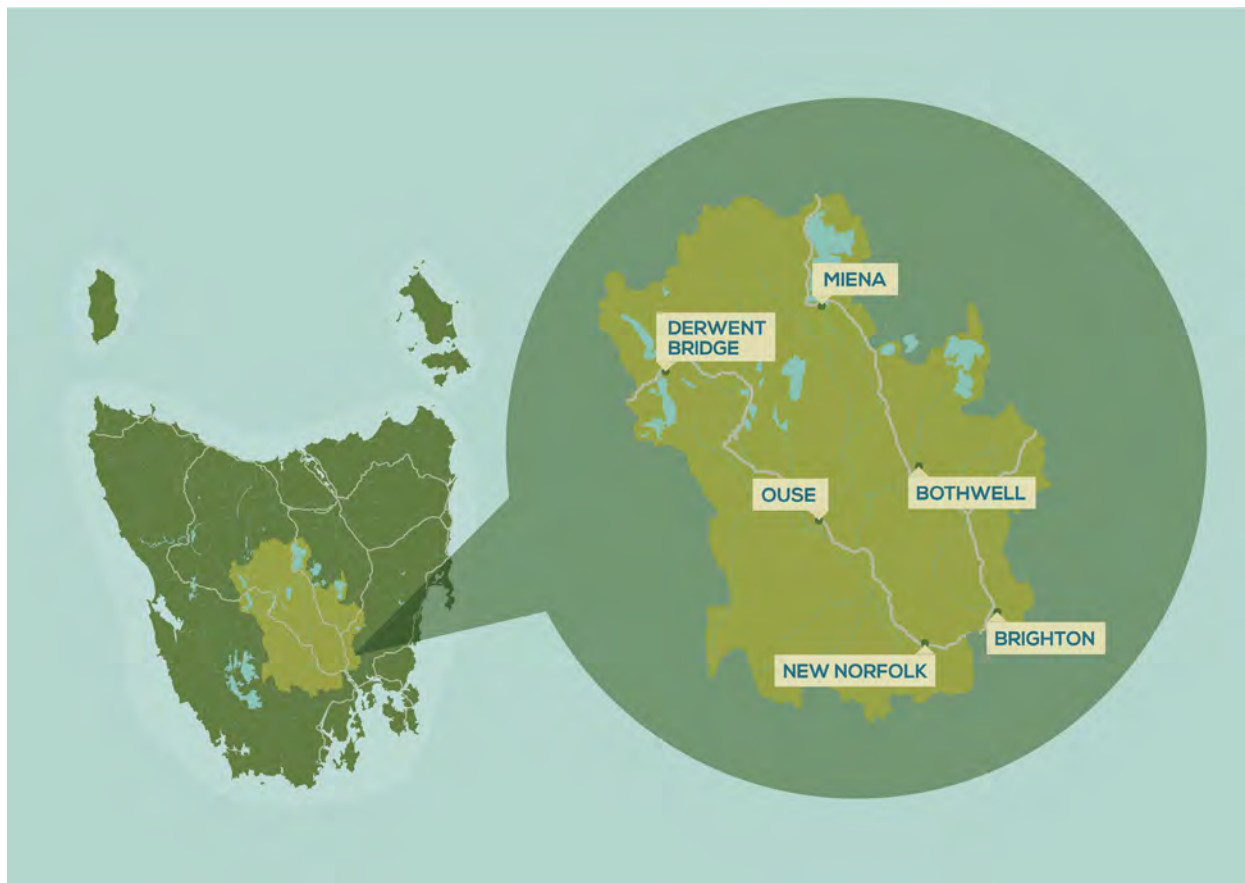 MIENA
DERWENT
BRIDGE
OUSE
BOTHWELL
BRIGHTON
NEW NORFOLK